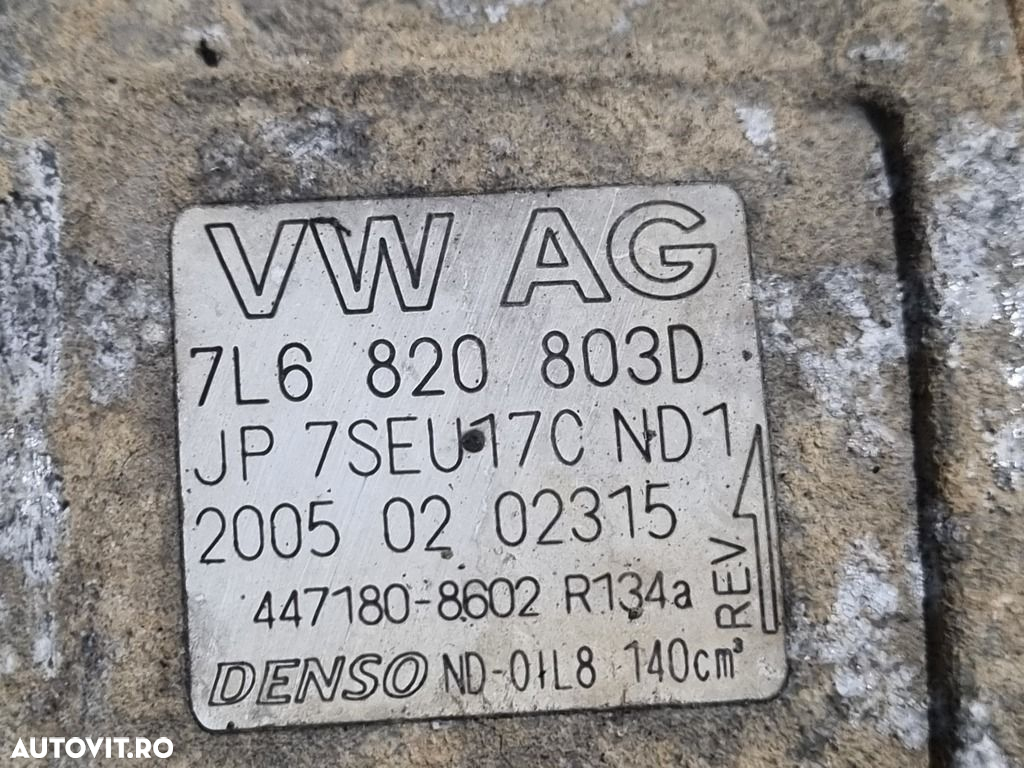 VW AG
7L6 820 803D
JP 7SEU17C ND1
2005 02 02315
447180-8602 R134a
REV
DENSO ND-OIL8 140cm³
AUTOVIT.RO